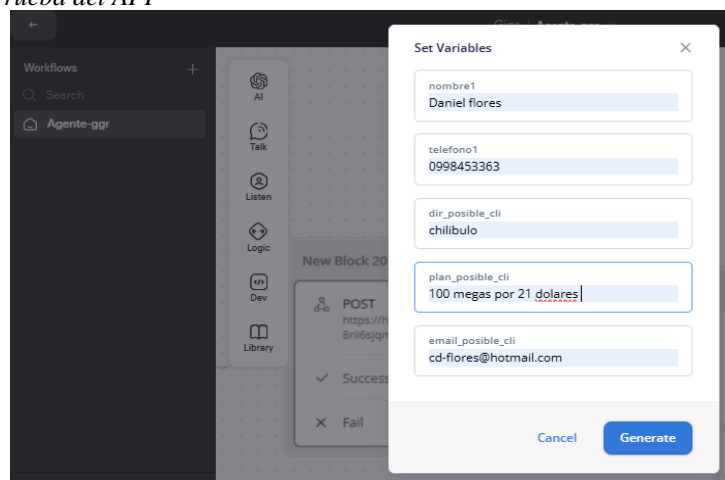 rueba del API
Workflows
Search
Agente-ggr
AI
Talk
Listen
Logic
Dev
Library
New Block 20
POST
https://h
8ril6sjqm
Success
Fail
Set Variables
nombre1
Daniel flores
telefono1
0998453363
dir_posible_cli
chilibulo
plan_posible_cli
100 megas por 21 dolares
email_posible_cli
cd-flores@hotmail.com
Cancel
Generate